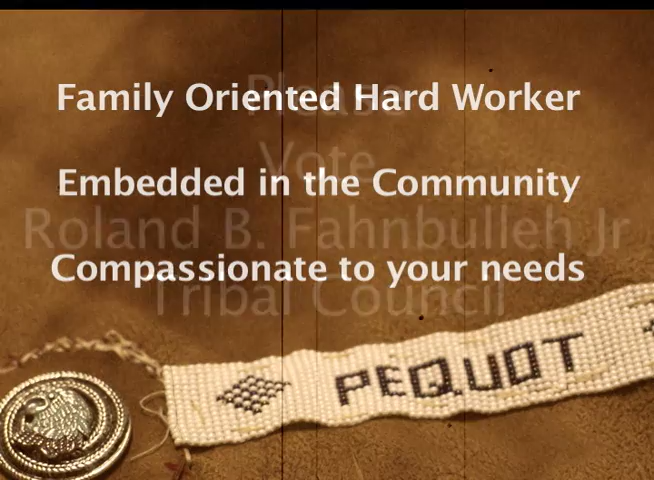 Please
Family Oriented Hard Worker
Vote
Embedded in the Community
Roland B. Fahnbulleh Jr
Compassionate to your needs
Tribal Council
PEQUOT